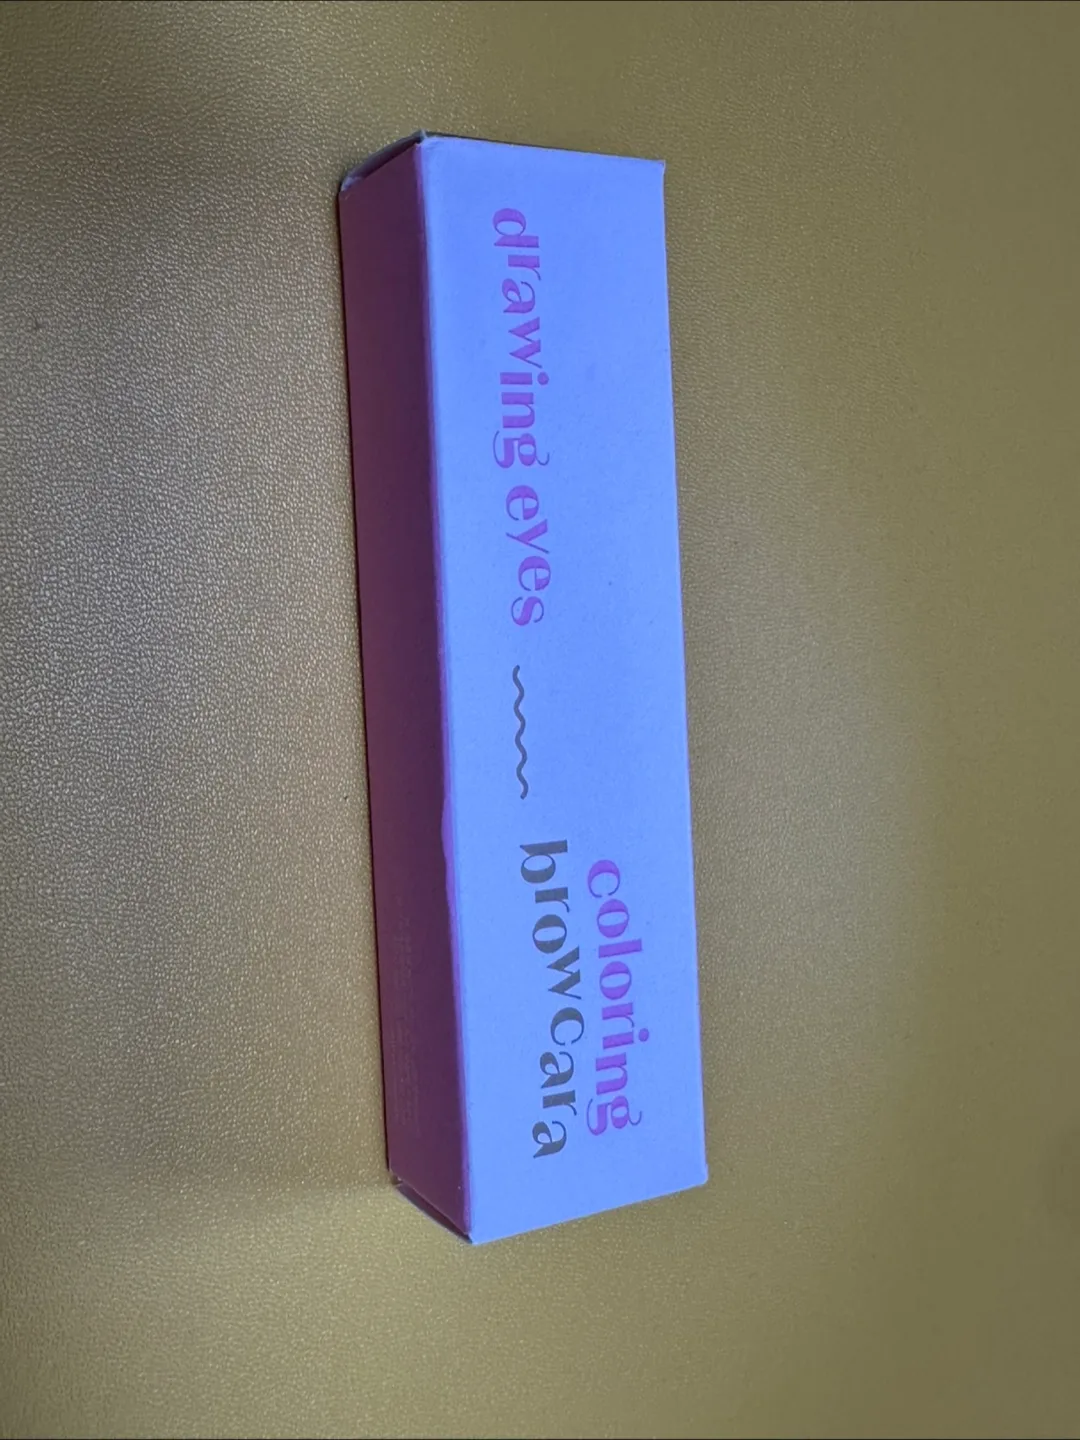 coloring
drawing eyes browcara